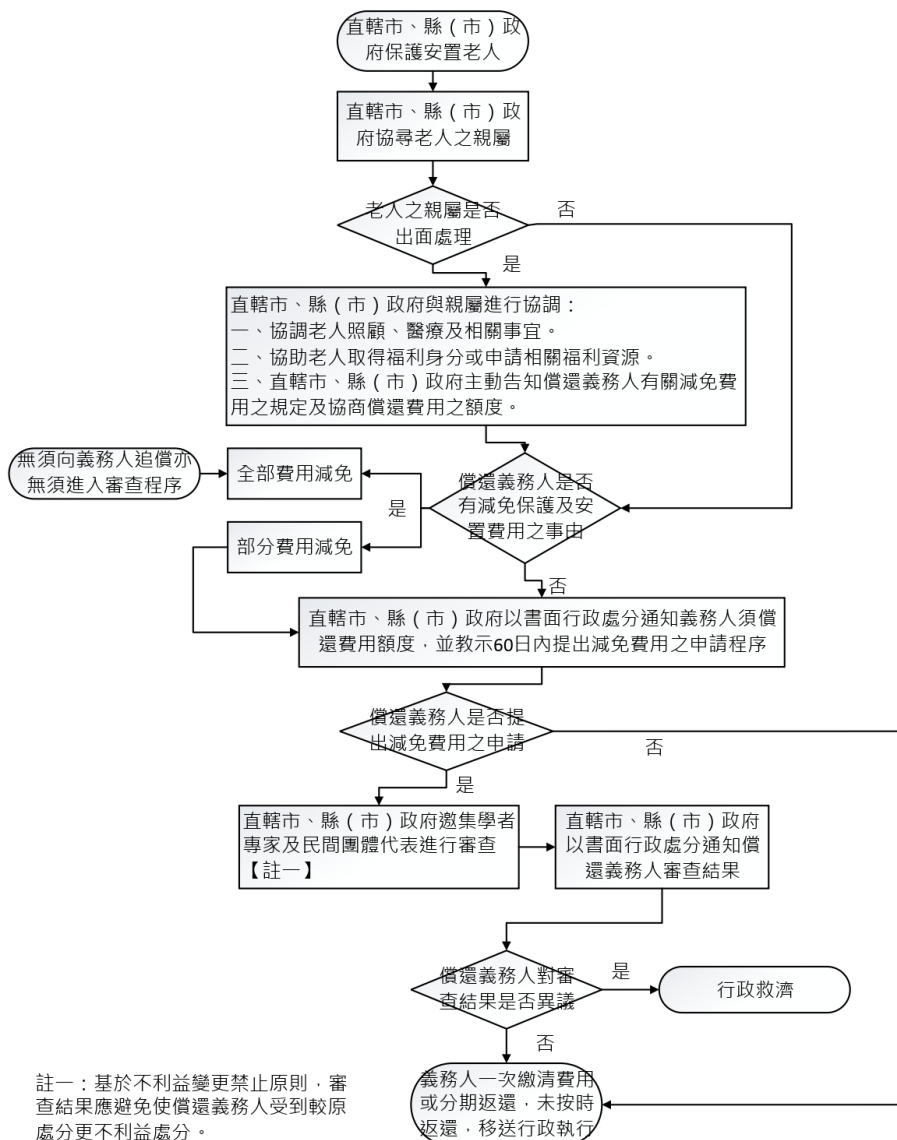 直轄市、縣（市）政
府保護安置老人
直轄市、縣（市）政
府協尋老人之親屬
老人之親屬是否
出面處理
否
是
直轄市、縣（市）政府與親屬進行協調：
一、協調老人照顧、醫療及相關事宜。
二、協助老人取得福利身分或申請相關福利資源。
三、直轄市、縣（市）政府主動告知償還義務人有關減免費
用之規定及協商償還費用之額度。
無須向義務人追償亦
無須進入審查程序
全部費用減免
償還義務人是否
有減免保護及安
置費用之事由
是
部分費用減免
否
直轄市、縣（市）政府以書面行政處分通知義務人須償
還費用額度，並教示60日內提出減免費用之申請程序
償還義務人是否提
出減免費用之申請
否
是
直轄市、縣（市）政府邀集學者
專家及民間團體代表進行審查
【註一】
直轄市、縣（市）政府
以書面行政處分通知償
還義務人審查結果
償還義務人對審
查結果是否異議
是
行政救濟
否
義務人一次繳清費用
或分期返還，未按時
返還，移送行政執行
註一：基於不利益變更禁止原則，審
查結果應避免使償還義務人受到較原
處分更不利益處分。